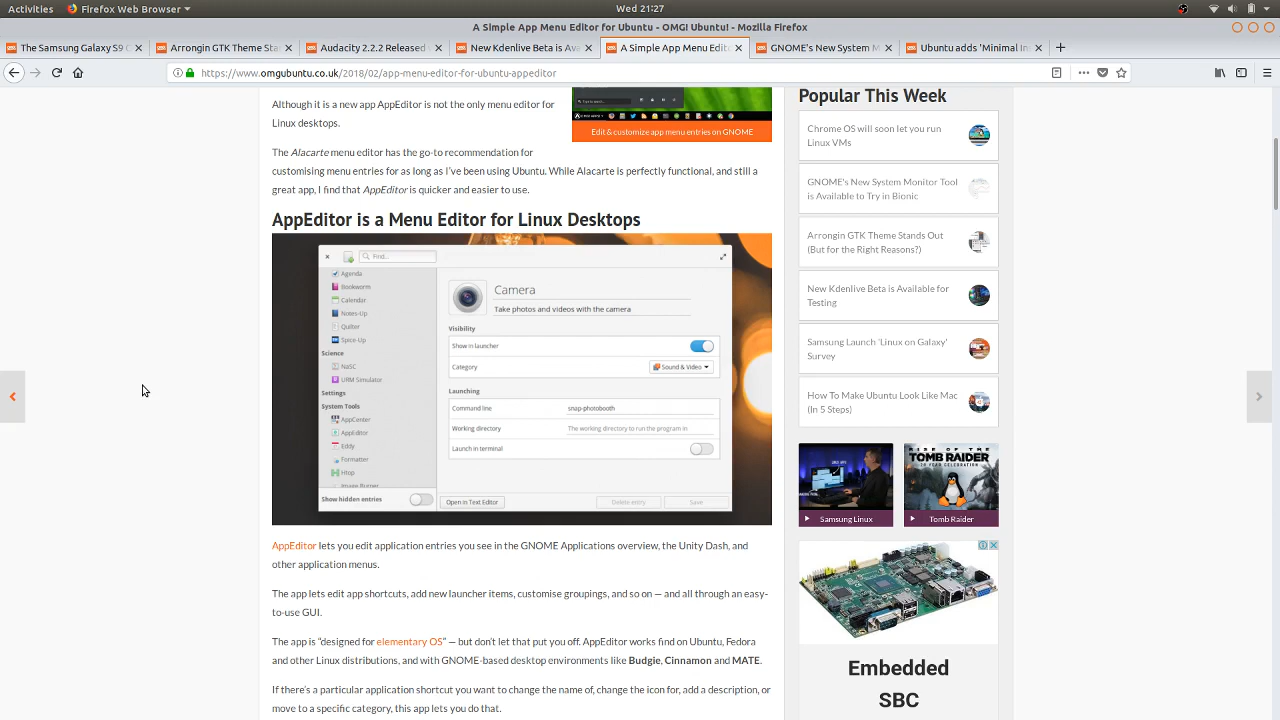 Activities
Firefox Web Browser
Wed 21:27
A Simple App Menu Editor for Ubuntu - OMG! Ubuntu! - Mozilla Firefox
The Samsung Galaxy S9 C
Arrongin GTK Theme Sta
Audacity 2.2.2 Released
New Kdenlive Beta is Ava
A Simple App Menu Edito
GNOME's New System M
Ubuntu adds 'Minimal In
https://www.omgubuntu.co.uk/2018/02/app-menu-editor-for-ubuntu-appeditor
Although it is a new app AppEditor is not the only menu editor for
Linux desktops.
Edit & customize app menu entries on GNOME
The Alacarte menu editor has the go-to recommendation for
customising menu entries for as long as I've been using Ubuntu. While Alacarte is perfectly functional, and still a
great app, I find that AppEditor is quicker and easier to use.
AppEditor is a Menu Editor for Linux Desktops
Find...
Agenda
Bookworm
Calendar
Notes-Up
Quilter
Spice-Up
Science
NaSC
URM Simulator
Settings
System Tools
AppCenter
AppEditor
Eddy
Formatter
Htop
Image Burner
Show hidden entries
Camera
Take photos and videos with the camera
Visibility
Show in launcher
Category
Sound & Video
Launching
Command line
snap-photobooth
Working directory
The working directory to run the program in
Launch in terminal
Open in Text Editor
Delete entry
Save
AppEditor lets you edit application entries you see in the GNOME Applications overview, the Unity Dash, and
other application menus.
The app lets edit app shortcuts, add new launcher items, customise groupings, and so on — and all through an easy-
to-use GUI.
The app is “designed for elementary OS” — but don't let that put you off. AppEditor works find on Ubuntu, Fedora
and other Linux distributions, and with GNOME-based desktop environments like Budgie, Cinnamon and MATE.
If there's a particular application shortcut you want to change the name of, change the icon for, add a description, or
move to a specific category, this app lets you do that.
Popular This Week
Chrome OS will soon let you run
Linux VMs
GNOME's New System Monitor Tool
is Available to Try in Bionic
Arrongin GTK Theme Stands Out
(But for the Right Reasons?)
New Kdenlive Beta is Available for
Testing
Samsung Launch 'Linux on Galaxy'
Survey
How To Make Ubuntu Look Like Mac
(In 5 Steps)
Samsung Linux
RISE OF THE
TOMB RAIDER
20 YEAR CELEBRATION
Tomb Raider
Embedded
SBC